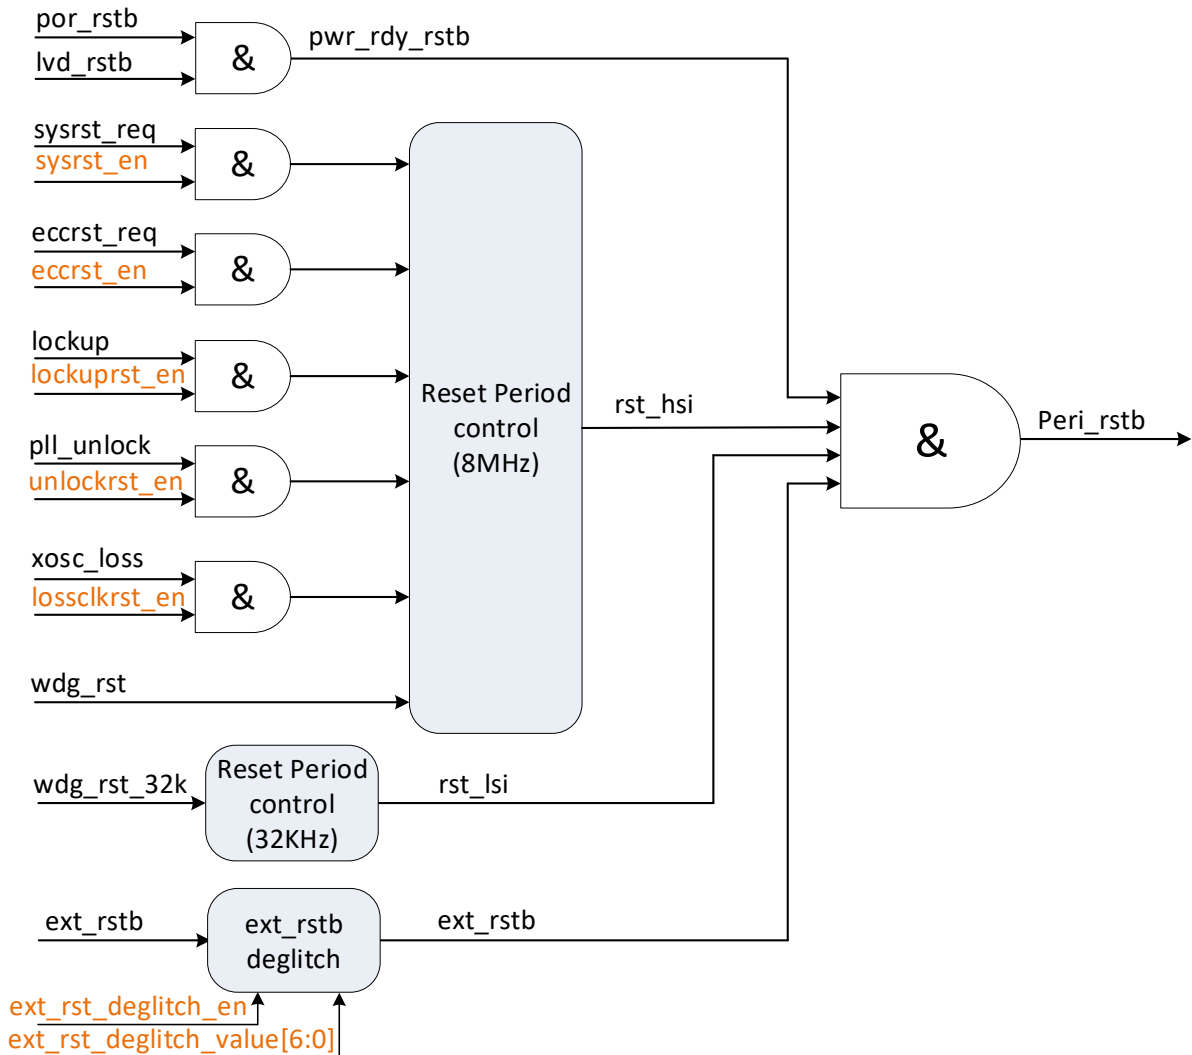 por_rstb
lvd_rstb
&
pwr_rdy_rstb
sysrst_req
sysrst_en
&
eccrst_req
eccrst_en
&
lockup
lockuprst_en
&
pll_unlock
unlockrst_en
&
xosc_loss
lossclkrst_en
&
wdg_rst
Reset Period
control
(8MHz)
rst_hsi
&
Peri_rstb
wdg_rst_32k
Reset Period
control
(32KHz)
rst_lsi
ext_rstb
ext_rstb
deglitch
ext_rstb
ext_rst_deglitch_en
ext_rst_deglitch_value[6:0]